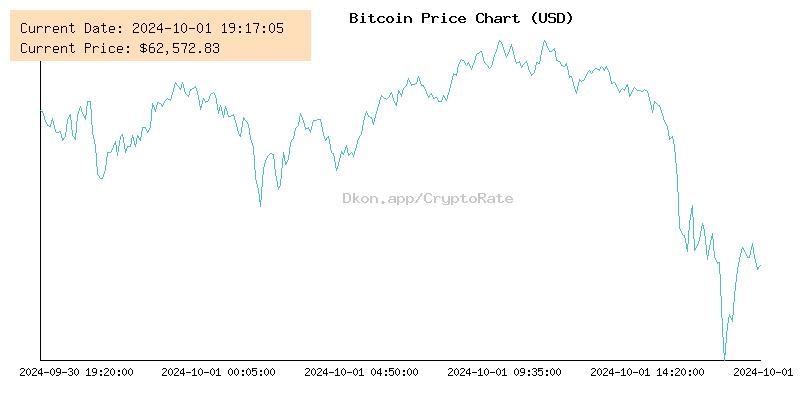 Bitcoin Price Chart (USD)
Current Date: 2024-10-01 19:17:05
Current Price: $62,572.83
Dkon.app/CryptoRate
2024-09-30 19:20:00 2024-10-01 00:05:00 2024-10-01 04:50:00 2024-10-01 09:35:00 2024-10-01 14:20:00 2024-10-01